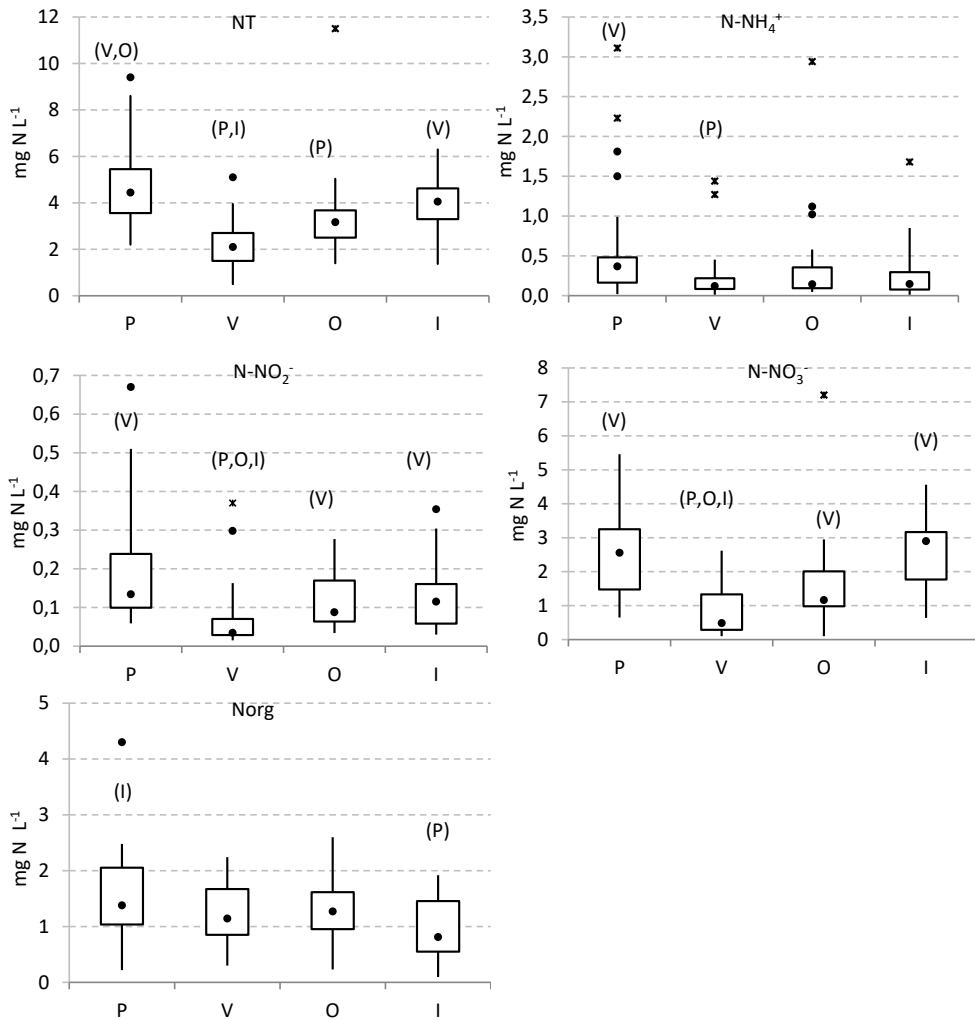 NT
mg N L⁻¹
12
10
8
6
4
2
0
(V,O)
(P,I)
(P)
(V)
P V O I
N-NH₄⁺
mg N L⁻¹
3,5
3,0
2,5
2,0
1,5
1,0
0,5
0,0
(V)
(P)
P V O I
N-NO₂⁻
mg N L⁻¹
0,7
0,6
0,5
0,4
0,3
0,2
0,1
0,0
(V)
(P,O,I)
(V)
(V)
P V O I
N-NO₃⁻
mg N L⁻¹
8
7
6
5
4
3
2
1
0
(V)
(P,O,I)
(V)
(V)
P V O I
Norg
mg N L⁻¹
5
4
3
2
1
0
(I)
(P)
P V O I